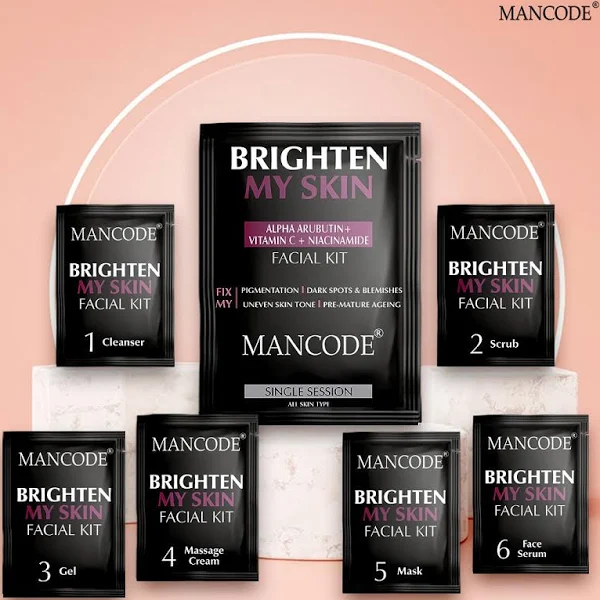 MANCODE®
BRIGHTEN
MY SKIN
ALPHA ARUBUTIN+
VITAMIN C + NIACINAMIDE
FACIAL KIT
FIX MY
PIGMENTATION | DARK SPOTS & BLEMISHES
UNEVEN SKIN TONE | PRE-MATURE AGEING
MANCODE®
SINGLE SESSION
ALL SKIN TYPE
MANCODE®
BRIGHTEN
MY SKIN
FACIAL KIT
1 Cleanser
MANCODE®
BRIGHTEN
MY SKIN
FACIAL KIT
2 Scrub
MANCODE®
BRIGHTEN
MY SKIN
FACIAL KIT
3 Gel
MANCODE®
BRIGHTEN
MY SKIN
FACIAL KIT
4 Massage
Cream
MANCODE®
BRIGHTEN
MY SKIN
FACIAL KIT
5 Mask
MANCODE®
BRIGHTEN
MY SKIN
FACIAL KIT
6 Face
Serum